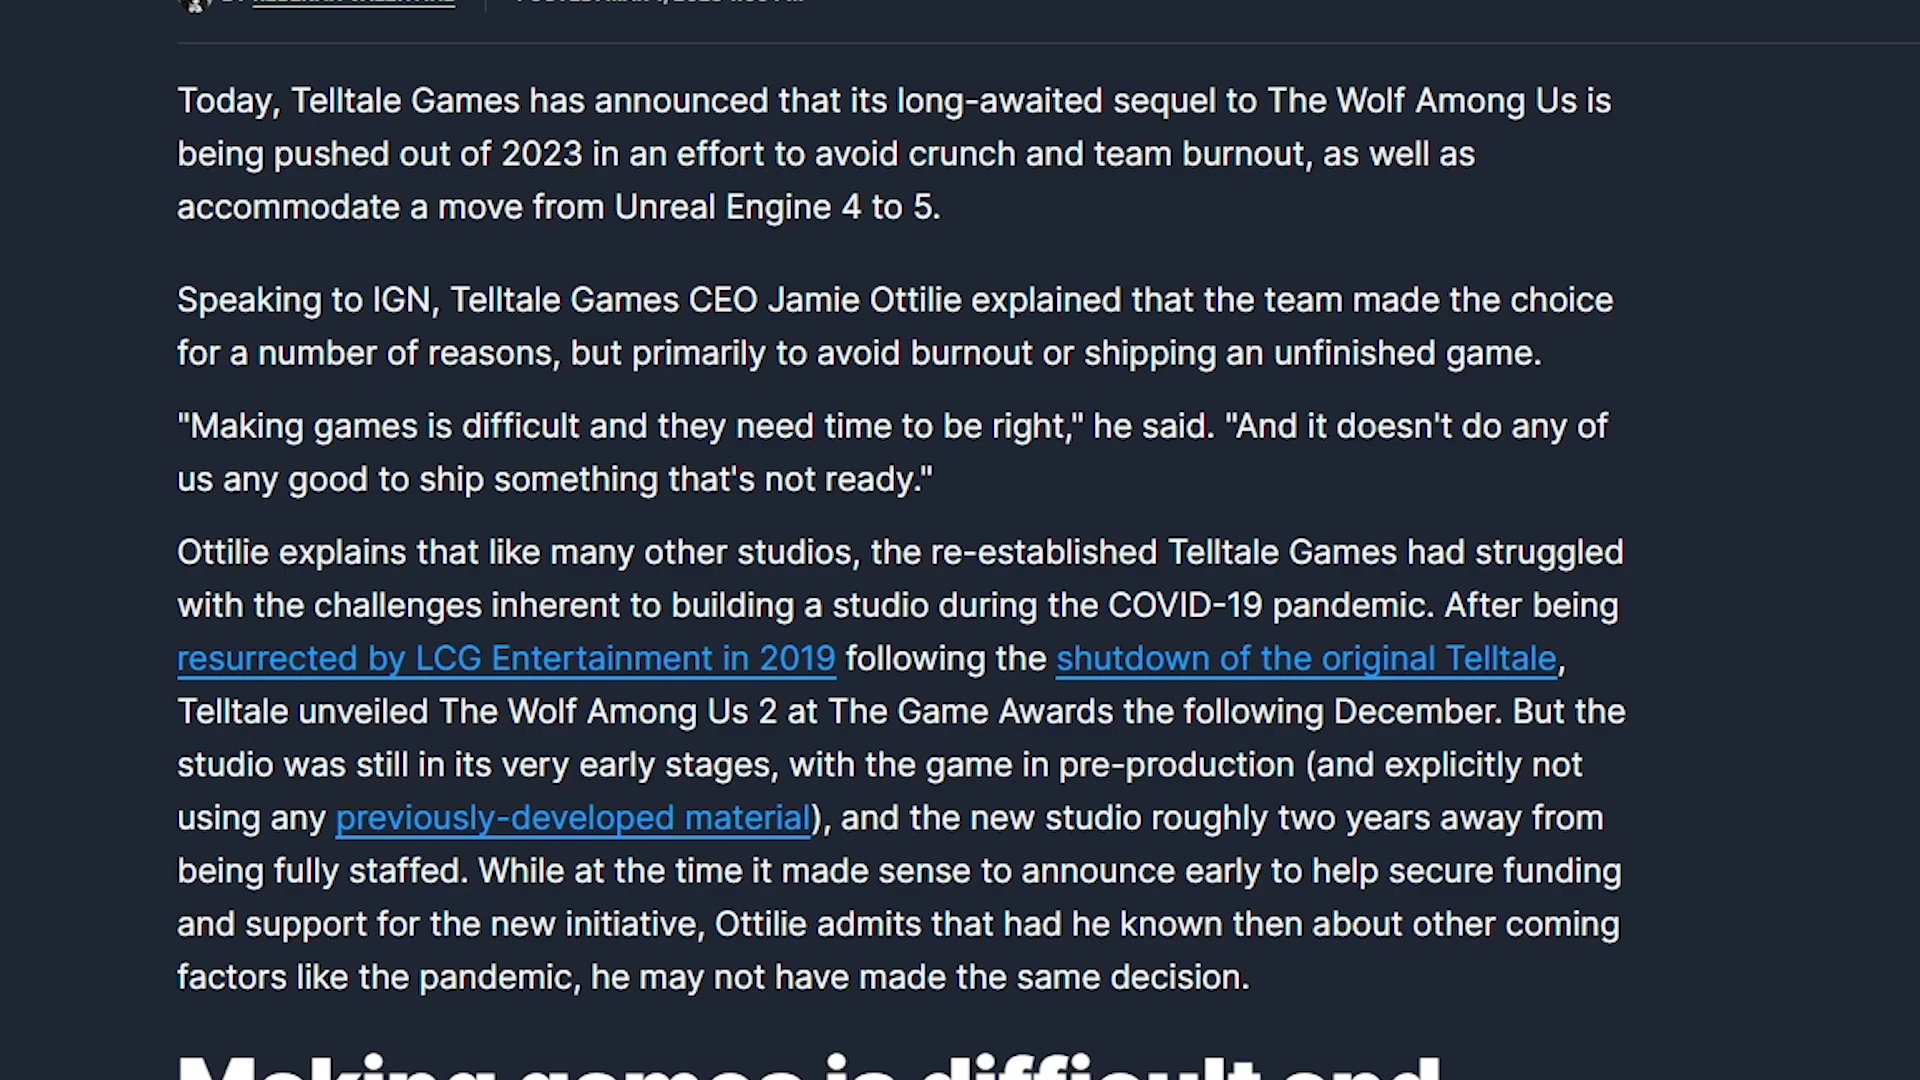 Today, Telltale Games has announced that its long-awaited sequel to The Wolf Among Us is
being pushed out of 2023 in an effort to avoid crunch and team burnout, as well as
accommodate a move from Unreal Engine 4 to 5.
Speaking to IGN, Telltale Games CEO Jamie Ottilie explained that the team made the choice
for a number of reasons, but primarily to avoid burnout or shipping an unfinished game.
"Making games is difficult and they need time to be right," he said. "And it doesn't do any of
us any good to ship something that's not ready."
Ottilie explains that like many other studios, the re-established Telltale Games had struggled
with the challenges inherent to building a studio during the COVID-19 pandemic. After being
resurrected by LCG Entertainment in 2019 following the shutdown of the original Telltale,
Telltale unveiled The Wolf Among Us 2 at The Game Awards the following December. But the
studio was still in its very early stages, with the game in pre-production (and explicitly not
using any previously-developed material), and the new studio roughly two years away from
being fully staffed. While at the time it made sense to announce early to help secure funding
and support for the new initiative, Ottilie admits that had he known then about other coming
factors like the pandemic, he may not have made the same decision.
Making games is difficult and